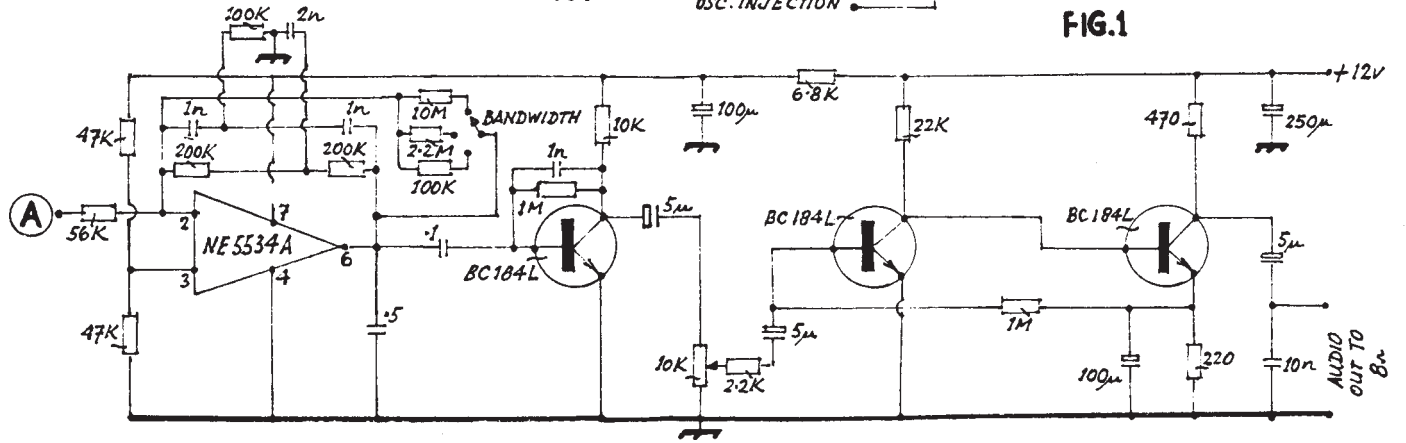 OSC. INJECTION
FIG.1
100K
2n
+12v
6.8K
1n
1n
10M
BANDWIDTH
10K
100µ
22K
470
250µ
47K
200K
200K
2.2M
100K
1n
1M
5µ
BC184L
BC184L
A
56K
2
7
NE5534A
6
3
4
.1
BC184L
5µ
47K
.5
10K
2.2K
5µ
1M
100µ
220
10n
AUDIO
OUT TO
8Ω